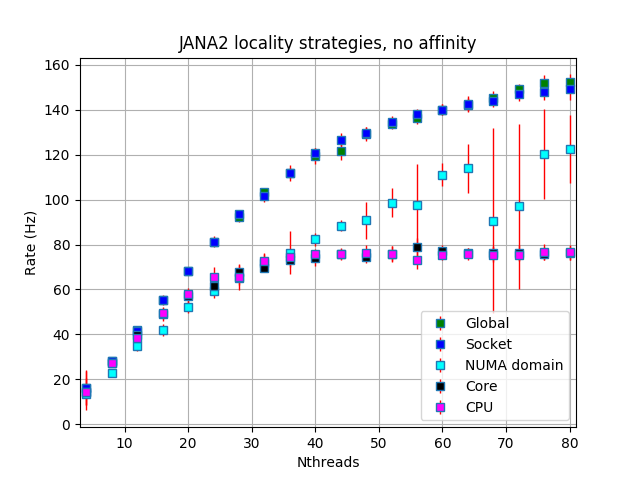 JANA2 locality strategies, no affinity
Rate (Hz)
160
140
120
100
80
60
40
20
0
Global
Socket
NUMA domain
Core
CPU
10 20 30 40 50 60 70 80
Nthreads